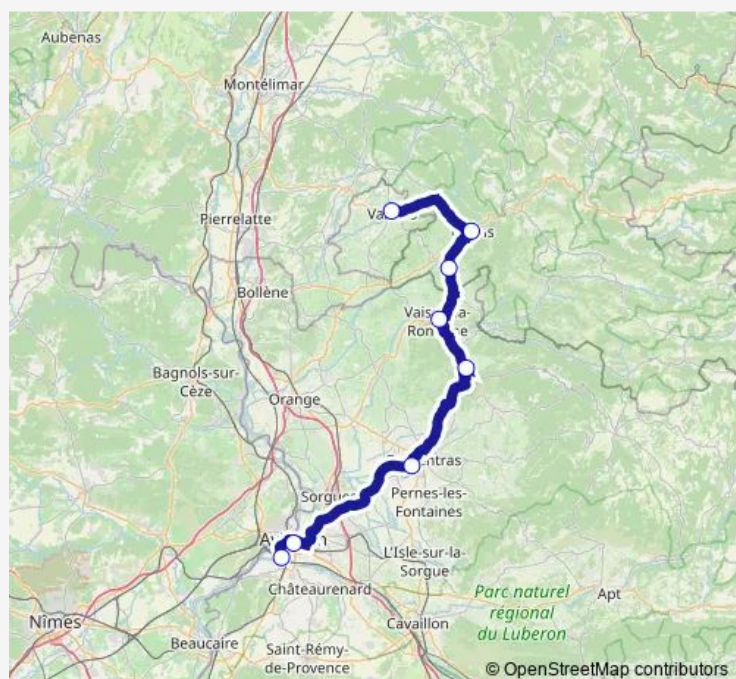 Aubenas
Montélimar
Pierrelatte
Bollène
Bagnols-sur-
Cèze
Orange
Sorgues
Pernes-les-
Fontaines
L'Isle-sur-la-
Sorgue
Châteaurenard
Cavaillon
Nîmes
Beaucaire
Saint-Rémy-
de-Provence
Parc naturel
régional
du Luberon
Apt
© OpenStreetMap contributors